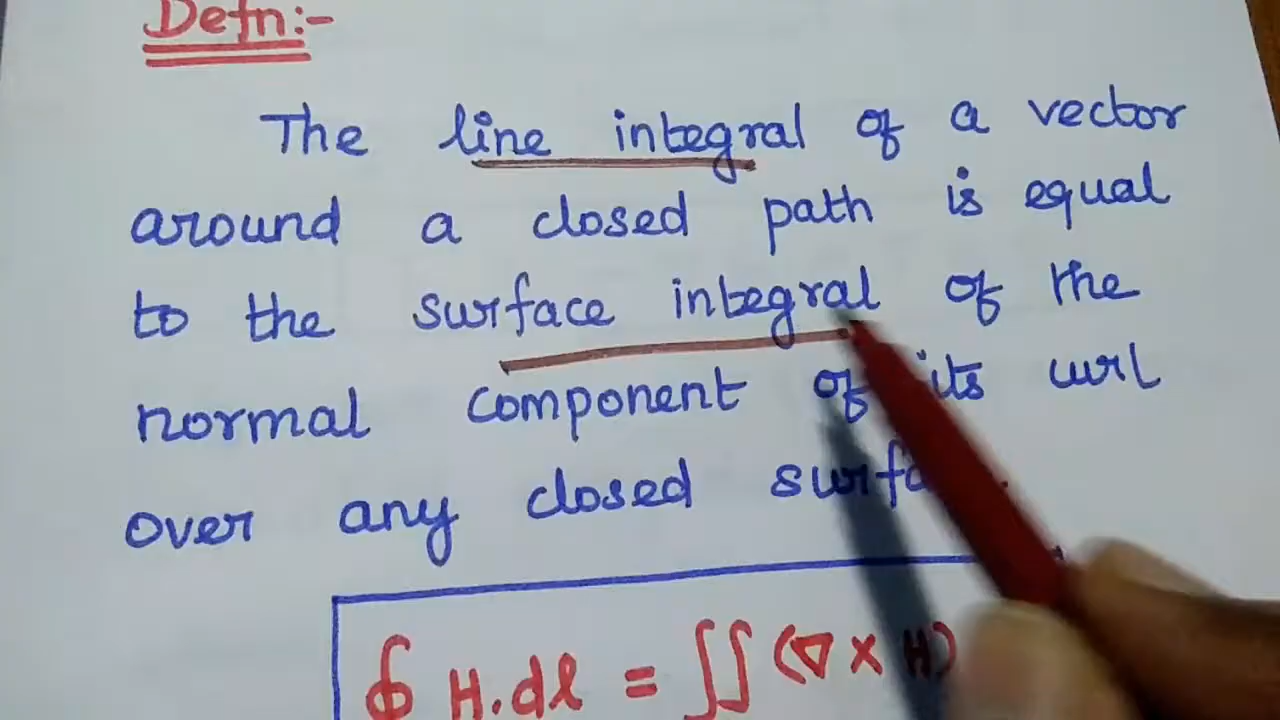 Defn:-
The line integral of a vector
around a closed path is equal
to the surface integral of the
normal component of its curl
over any closed
∮ H.dl = ∬ (∇ × H)